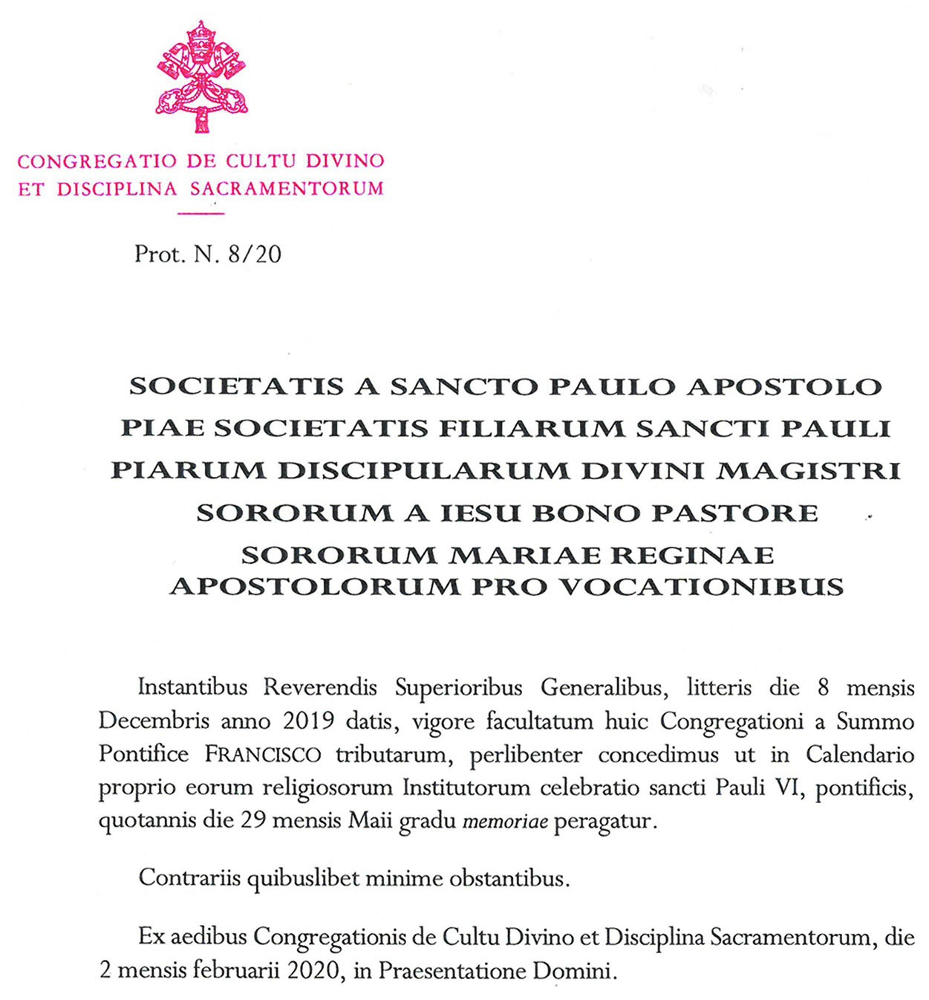 CONGREGATIO DE CULTU DIVINO
ET DISCIPLINA SACRAMENTORUM
Prot. N. 8/20
SOCIETATIS A SANCTO PAULO APOSTOLO
PIAE SOCIETATIS FILIARUM SANCTI PAULI
PIARUM DISCIPULARUM DIVINI MAGISTRI
SORORUM A IESU BONO PASTORE
SORORUM MARIAE REGINAE
APOSTOLORUM PRO VOCATIONIBUS
Instantibus Reverendis Superioribus Generalibus, litteris die 8 mensis
Decembris anno 2019 datis, vigore facultatum huic Congregationi a Summo
Pontifice FRANCISCO tributarum, perlibenter concedimus ut in Calendario
proprio eorum religiosorum Institutorum celebratio sancti Pauli VI, pontificis,
quotannis die 29 mensis Maii gradu memoriae peragatur.
Contrariis quibuslibet minime obstantibus.
Ex aedibus Congregationis de Cultu Divino et Disciplina Sacramentorum, die
2 mensis februarii 2020, in Praesentatione Domini.